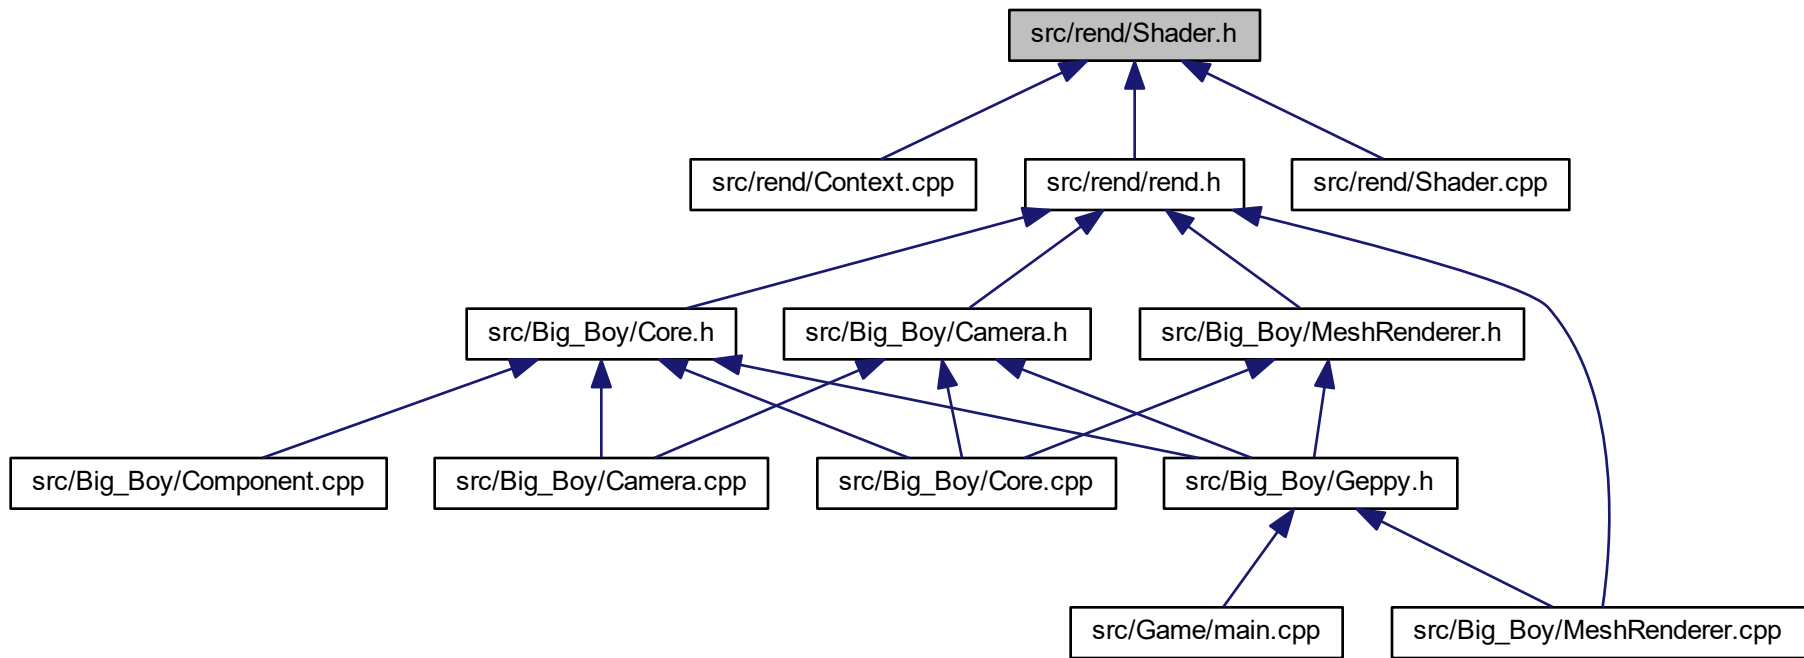 src/rend/Shader.h
src/rend/Context.cpp
src/rend/rend.h
src/rend/Shader.cpp
src/Big_Boy/Core.h
src/Big_Boy/Camera.h
src/Big_Boy/MeshRenderer.h
src/Big_Boy/Component.cpp
src/Big_Boy/Camera.cpp
src/Big_Boy/Core.cpp
src/Big_Boy/Geppy.h
src/Game/main.cpp
src/Big_Boy/MeshRenderer.cpp